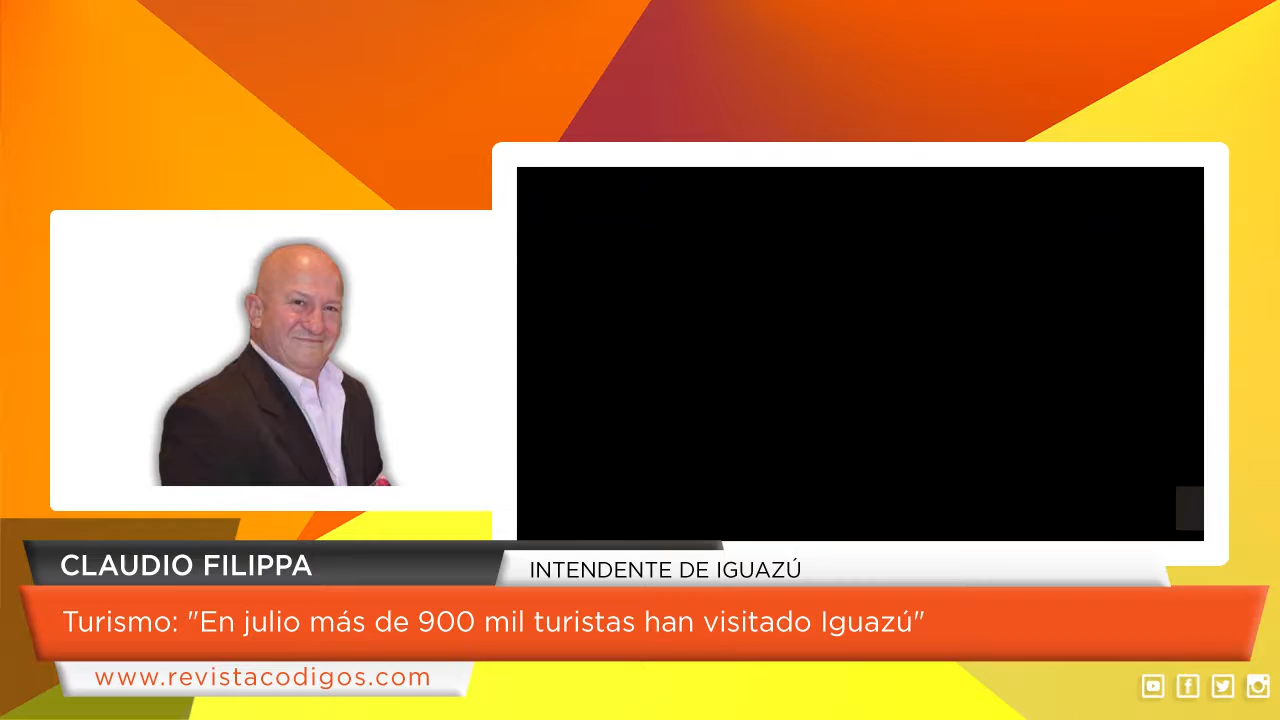 CLAUDIO FILIPPA
INTENDENTE DE IGUAZÚ
Turismo: "En julio más de 900 mil turistas han visitado Iguazú"
www.revistacodigos.com